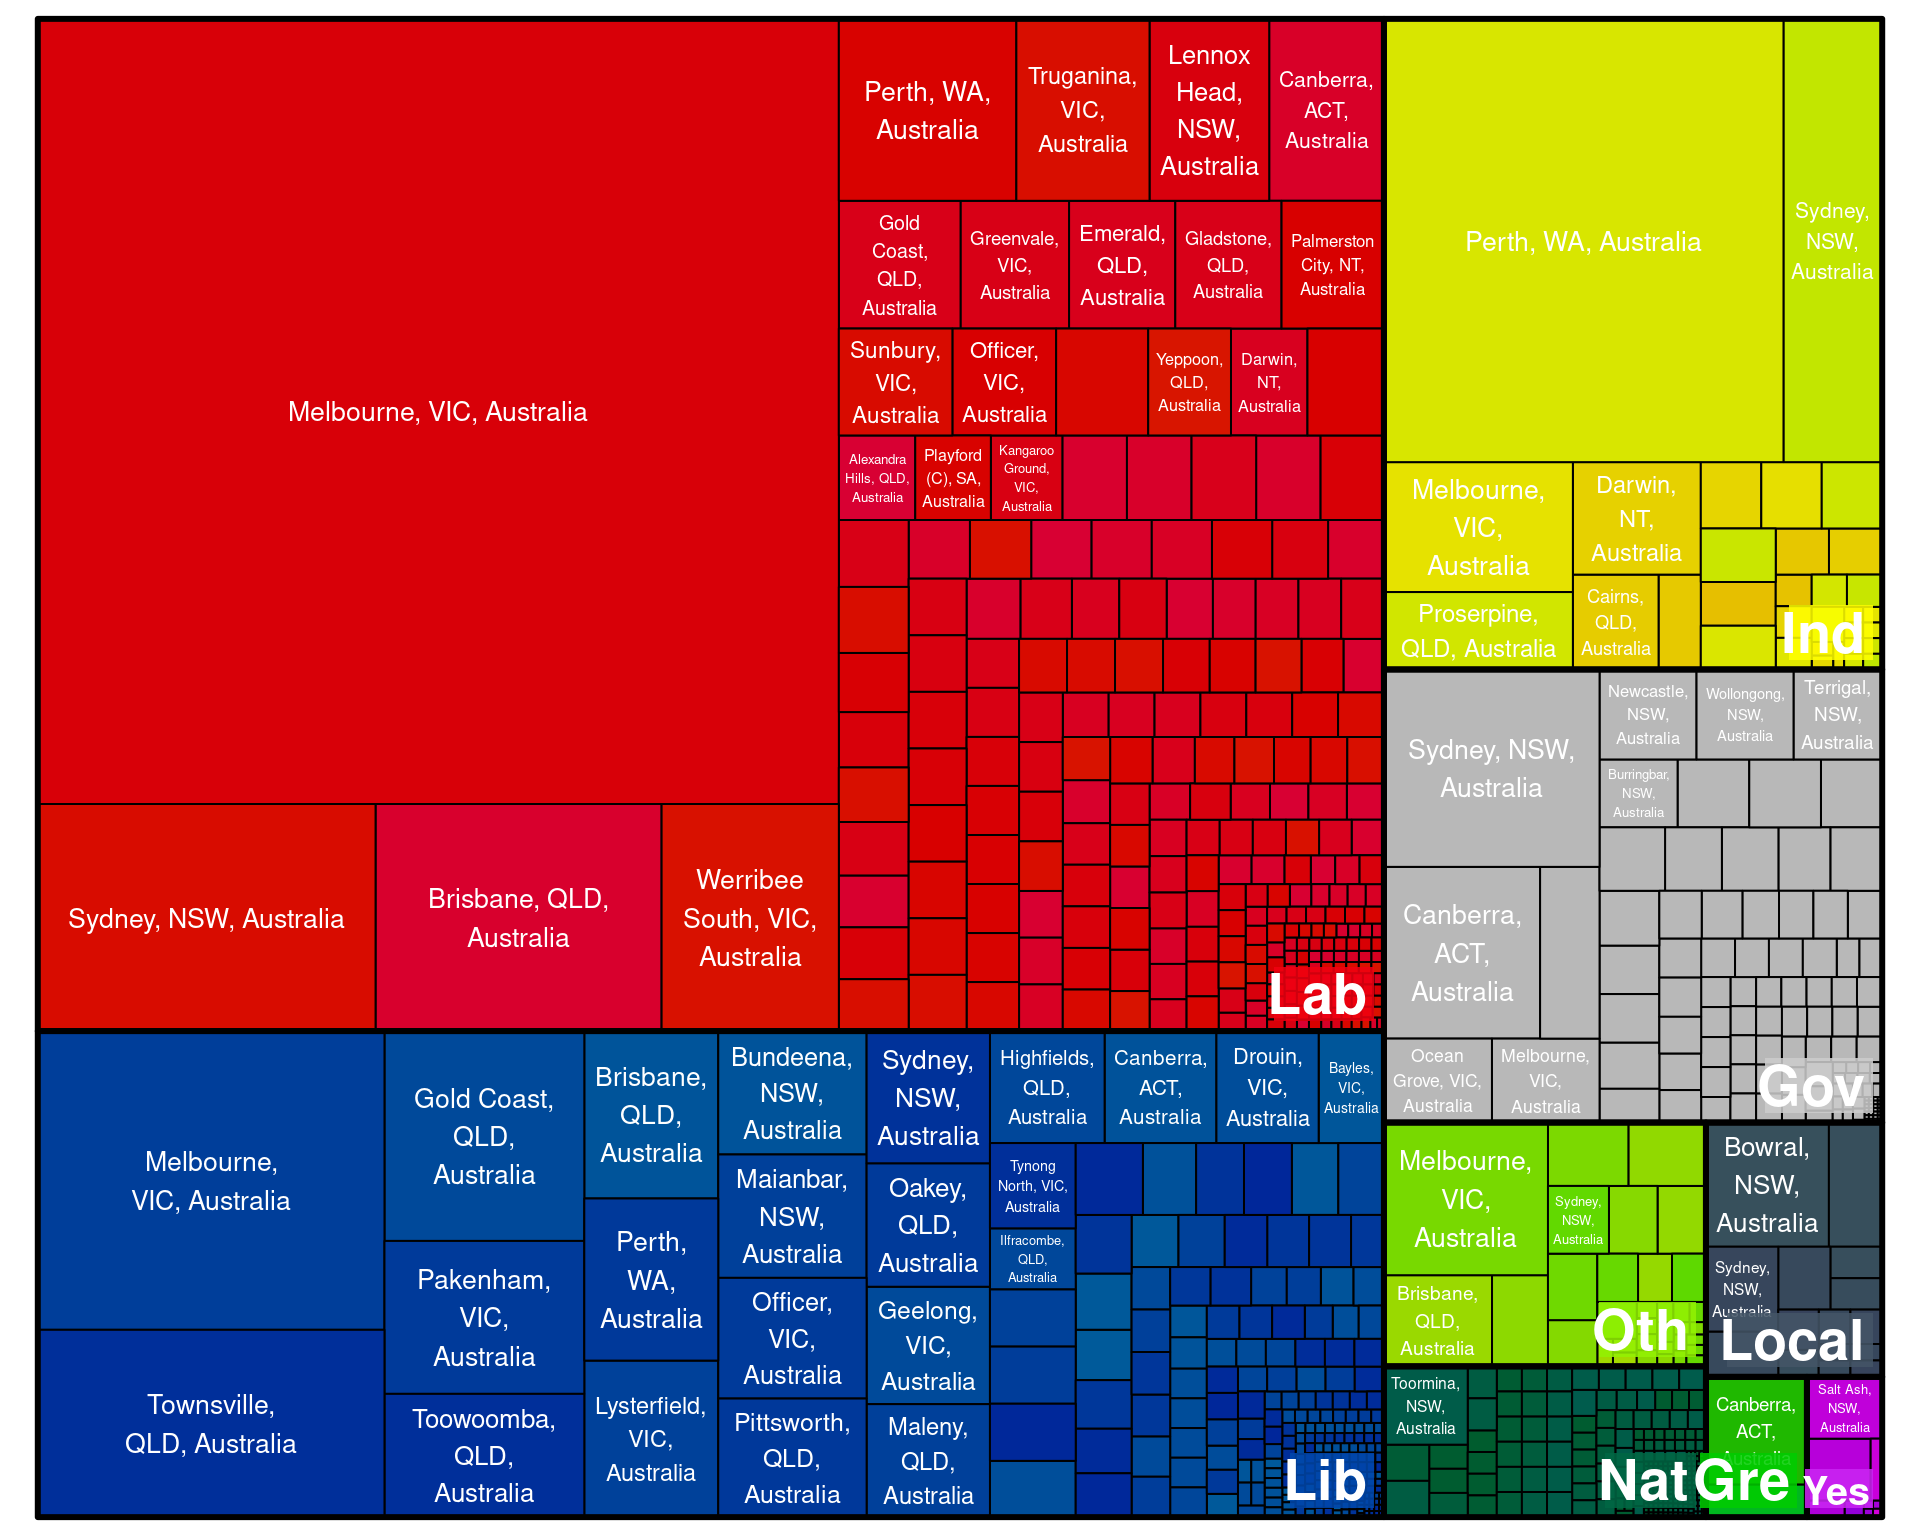 Melbourne, VIC, Australia
Sydney, NSW, Australia
Brisbane, QLD,
Australia
Werribee
South, VIC,
Australia
Perth, WA,
Australia
Truganina,
VIC,
Australia
Lennox
Head,
NSW,
Australia
Canberra,
ACT,
Australia
Gold
Coast,
QLD,
Australia
Greenvale,
VIC,
Australia
Emerald,
QLD,
Australia
Gladstone,
QLD,
Australia
Palmerston
City, NT,
Australia
Sunbury,
VIC,
Australia
Officer,
VIC,
Australia
Yeppoon,
QLD,
Australia
Darwin,
NT,
Australia
Alexandra
Hills, QLD,
Australia
Playford
(C), SA,
Australia
Kangaroo
Ground,
VIC,
Australia
Lab
Perth, WA, Australia
Sydney,
NSW,
Australia
Melbourne,
VIC,
Australia
Darwin,
NT,
Australia
Proserpine,
QLD, Australia
Cairns,
QLD,
Australia
Ind
Sydney, NSW,
Australia
Newcastle,
NSW,
Australia
Wollongong,
NSW,
Australia
Terrigal,
NSW,
Australia
Burringbar,
NSW,
Australia
Canberra,
ACT,
Australia
Ocean
Grove, VIC,
Australia
Melbourne,
VIC,
Australia
Gov
Melbourne,
VIC, Australia
Townsville,
QLD, Australia
Gold Coast,
QLD,
Australia
Pakenham,
VIC,
Australia
Toowoomba,
QLD,
Australia
Brisbane,
QLD,
Australia
Perth,
WA,
Australia
Lysterfield,
VIC,
Australia
Bundeena,
NSW,
Australia
Maianbar,
NSW,
Australia
Officer,
VIC,
Australia
Pittsworth,
QLD,
Australia
Sydney,
NSW,
Australia
Oakey,
QLD,
Australia
Geelong,
VIC,
Australia
Maleny,
QLD,
Australia
Highfields,
QLD,
Australia
Canberra,
ACT,
Australia
Drouin,
VIC,
Australia
Bayles,
VIC,
Australia
Tynong
North, VIC,
Australia
Ilfracombe,
QLD,
Australia
Lib
Melbourne,
VIC,
Australia
Sydney,
NSW,
Australia
Brisbane,
QLD,
Australia
Oth
Bowral,
NSW,
Australia
Sydney,
NSW,
Australia
Local
Toormina,
NSW,
Australia
Nat
Canberra,
ACT,
Australia
Gre
Salt Ash,
NSW,
Australia
Yes